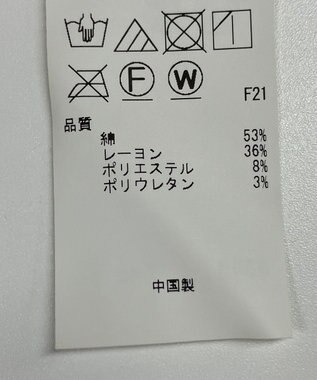 F W
F21
品質
綿 53%
レーヨン 36%
ポリエステル 8%
ポリウレタン 3%
中国製